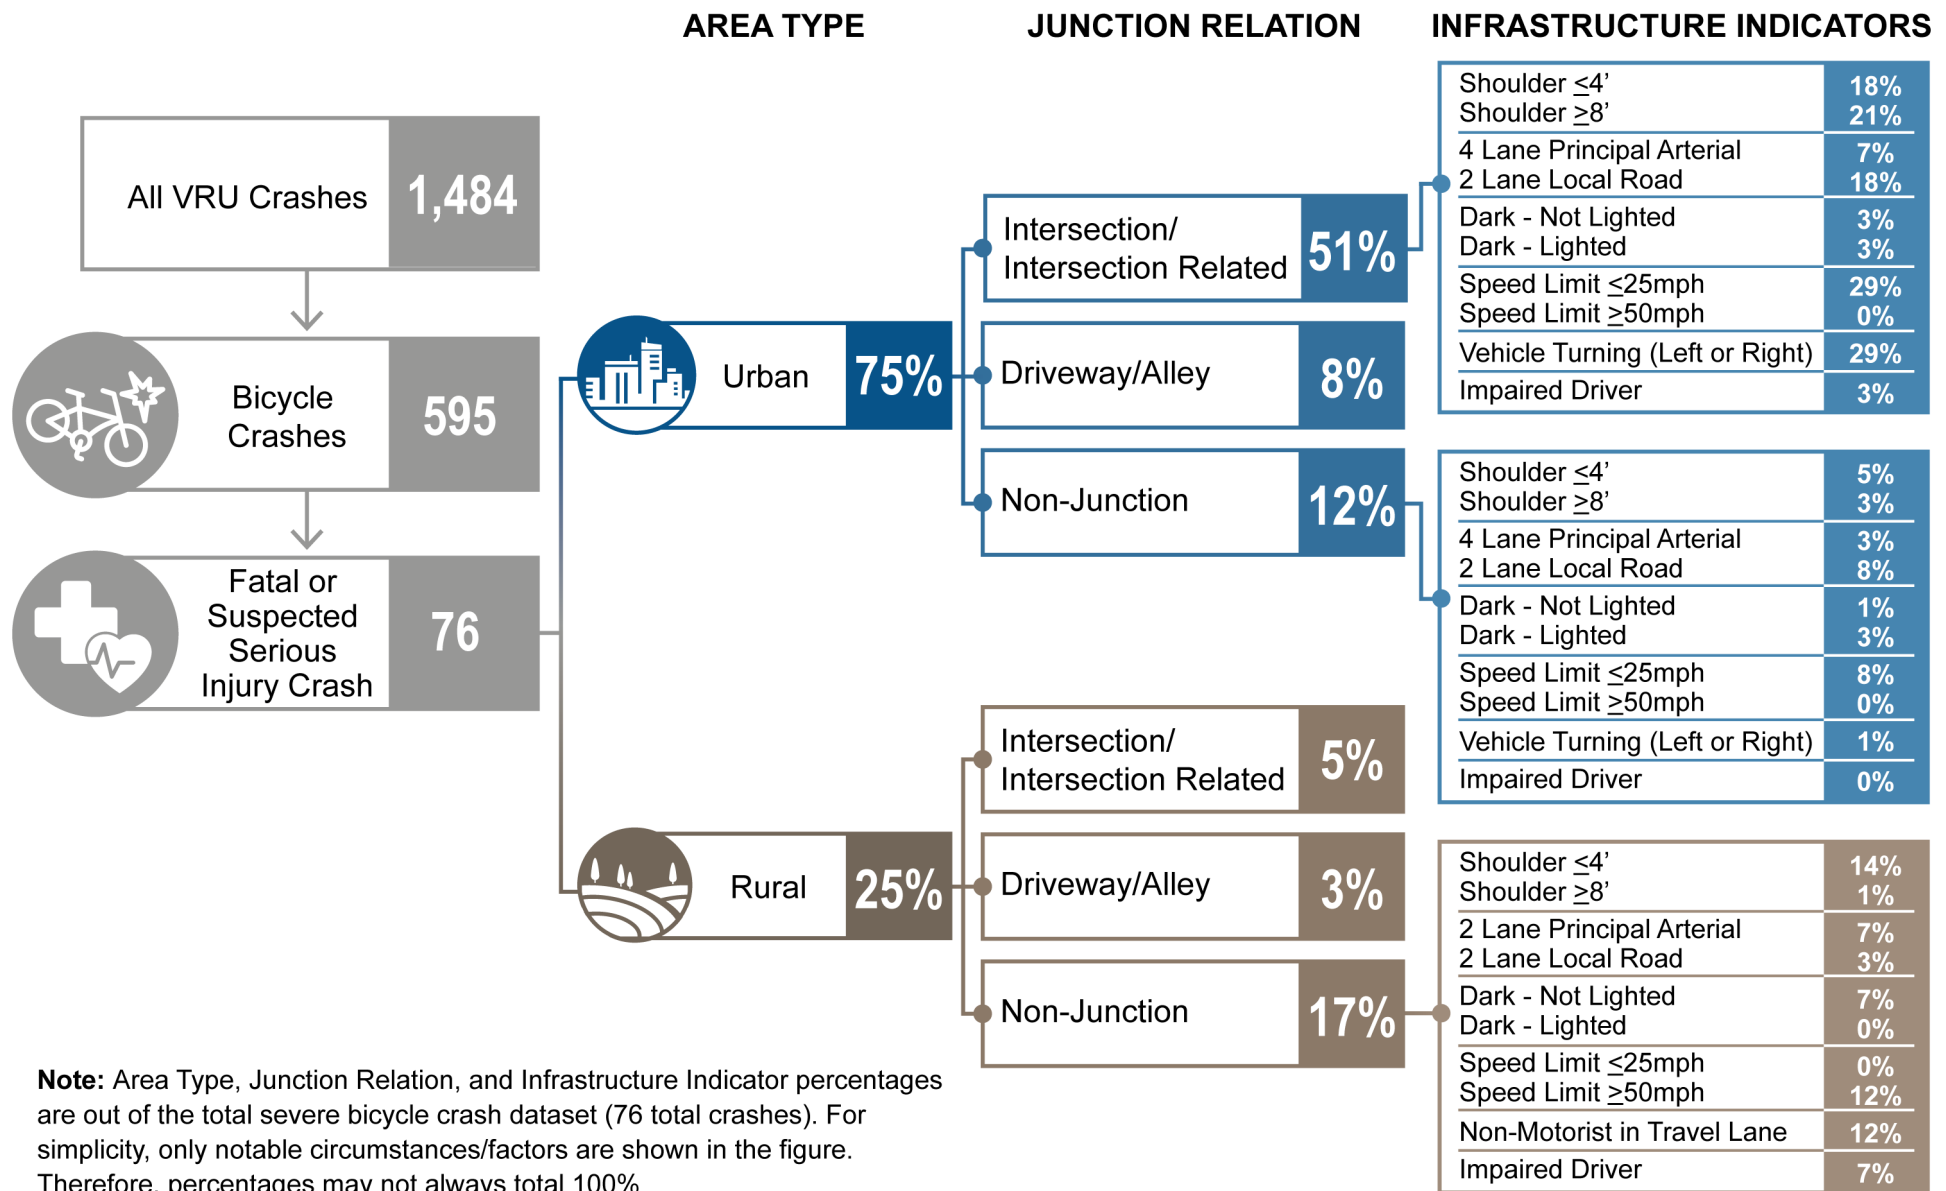 AREA TYPE
JUNCTION RELATION
INFRASTRUCTURE INDICATORS
All VRU Crashes
1,484
Bicycle
Crashes
595
Fatal or
Suspected
Serious
Injury Crash
76
Urban
75%
Intersection/
Intersection Related
51%
Driveway/Alley
8%
Non-Junction
12%
Shoulder ≤4’ 18%
Shoulder ≥8’ 21%
4 Lane Principal Arterial 7%
2 Lane Local Road 18%
Dark - Not Lighted 3%
Dark - Lighted 3%
Speed Limit ≤25mph 29%
Speed Limit ≥50mph 0%
Vehicle Turning (Left or Right) 29%
Impaired Driver 3%
Shoulder ≤4’ 5%
Shoulder ≥8’ 3%
4 Lane Principal Arterial 3%
2 Lane Local Road 8%
Dark - Not Lighted 1%
Dark - Lighted 3%
Speed Limit ≤25mph 8%
Speed Limit ≥50mph 0%
Vehicle Turning (Left or Right) 1%
Impaired Driver 0%
Rural
25%
Intersection/
Intersection Related
5%
Driveway/Alley
3%
Non-Junction
17%
Shoulder ≤4’ 14%
Shoulder ≥8’ 1%
2 Lane Principal Arterial 7%
2 Lane Local Road 3%
Dark - Not Lighted 7%
Dark - Lighted 0%
Speed Limit ≤25mph 0%
Speed Limit ≥50mph 12%
Non-Motorist in Travel Lane 12%
Impaired Driver 7%
Note: Area Type, Junction Relation, and Infrastructure Indicator percentages
are out of the total severe bicycle crash dataset (76 total crashes). For
simplicity, only notable circumstances/factors are shown in the figure.
Therefore, percentages may not always total 100%